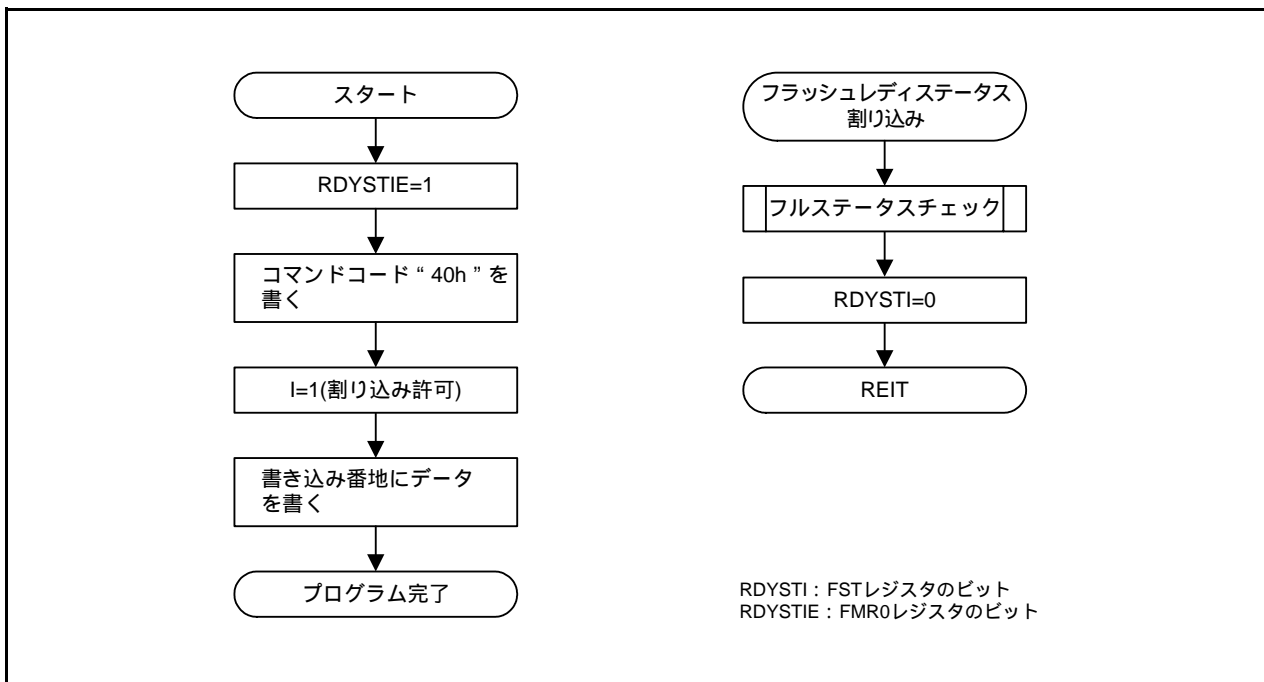 スタート
RDYSTIE=1
コマンドコード“ 40h ”を
書く
I=1(割り込み許可)
書き込み番地にデータ
を書く
プログラム完了
フラッシュレディステータス
割り込み
フルステータスチェック
RDYSTI=0
REIT
RDYSTI：FSTレジスタのビット
RDYSTIE：FMR0レジスタのビット